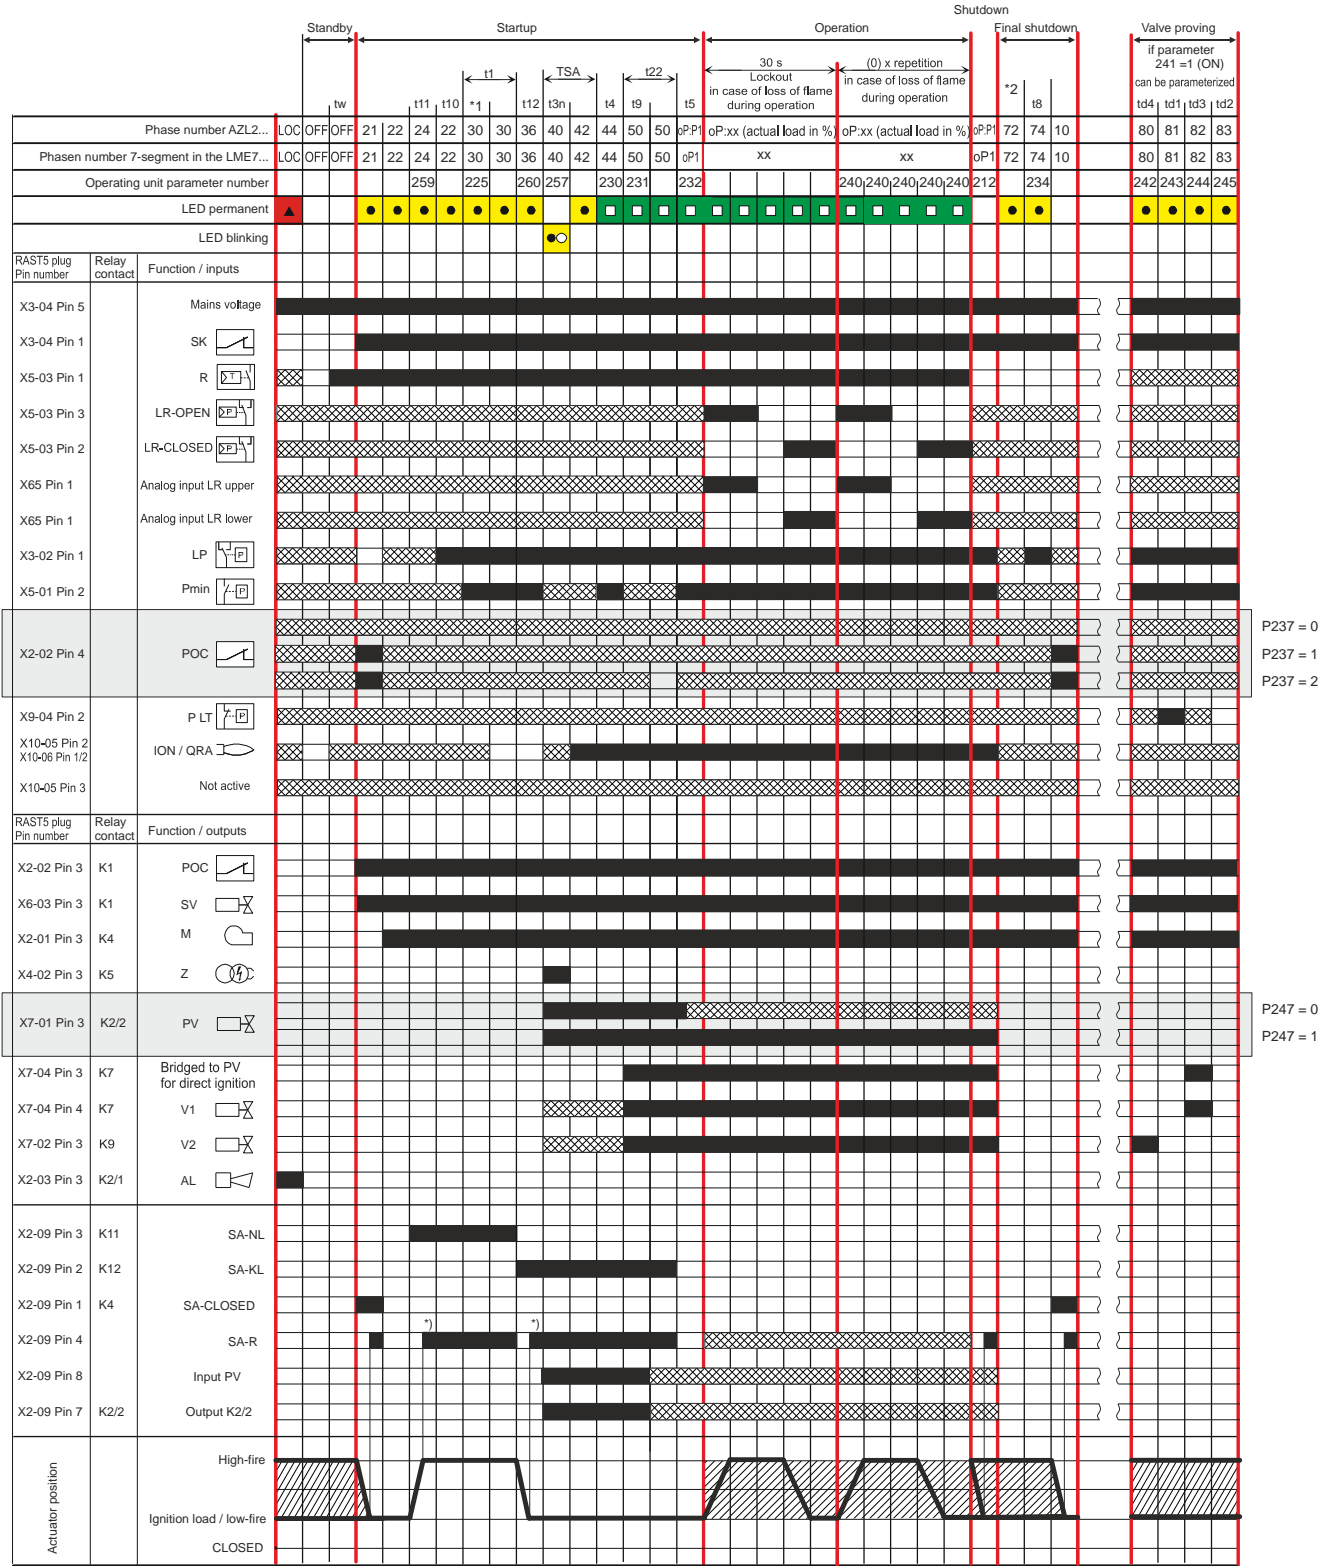 Shutdown
Standby Startup Operation Final shutdown Valve proving
if parameter
241 =1 (ON)
can be parameterized
30 s
Lockout
in case of loss of flame
during operation
(0) x repetition
in case of loss of flame
during operation
t1 TSA t22 *2
tw t11 t10 *1 t12 t3n t4 t9 t5 t8 td4 td1 td3 td2
Phase number AZL2... LOC OFF OFF 21 22 24 22 30 30 36 40 42 44 50 50 oP:P1 oP:xx (actual load in %) oP:xx (actual load in %) oP:P1 72 74 10 80 81 82 83
Phasen number 7-segment in the LME7... LOC OFF OFF 21 22 24 22 30 30 36 40 42 44 50 50 oP1 xx xx oP1 72 74 10 80 81 82 83
Operating unit parameter number 259 225 260 257 230 231 232 240 240 240 240 240 212 234 242 243 244 245
LED permanent
LED blinking
RAST5 plug
Pin number
Relay
contact
Function / inputs
X3-04 Pin 5 Mains voltage
X3-04 Pin 1 SK
X5-03 Pin 1 R T
X5-03 Pin 3 LR-OPEN P
X5-03 Pin 2 LR-CLOSED P
X65 Pin 1 Analog input LR upper
X65 Pin 1 Analog input LR lower
X3-02 Pin 1 LP P
X5-01 Pin 2 Pmin P
P237 = 0
X2-02 Pin 4 POC P237 = 1
P237 = 2
X9-04 Pin 2 P LT P
X10-05 Pin 2
X10-06 Pin 1/2
ION / QRA
X10-05 Pin 3 Not active
RAST5 plug
Pin number
Relay
contact
Function / outputs
X2-02 Pin 3 K1 POC
X6-03 Pin 3 K1 SV
X2-01 Pin 3 K4 M
X4-02 Pin 3 K5 Z
P247 = 0
X7-01 Pin 3 K2/2 PV
P247 = 1
X7-04 Pin 3 K7 Bridged to PV
for direct ignition
X7-04 Pin 4 K7 V1
X7-02 Pin 3 K9 V2
X2-03 Pin 3 K2/1 AL
X2-09 Pin 3 K11 SA-NL
X2-09 Pin 2 K12 SA-KL
X2-09 Pin 1 K4 SA-CLOSED
*) *)
X2-09 Pin 4 SA-R
X2-09 Pin 8 Input PV
X2-09 Pin 7 K2/2 Output K2/2
Actuator position
High-fire
Ignition load / low-fire
CLOSED